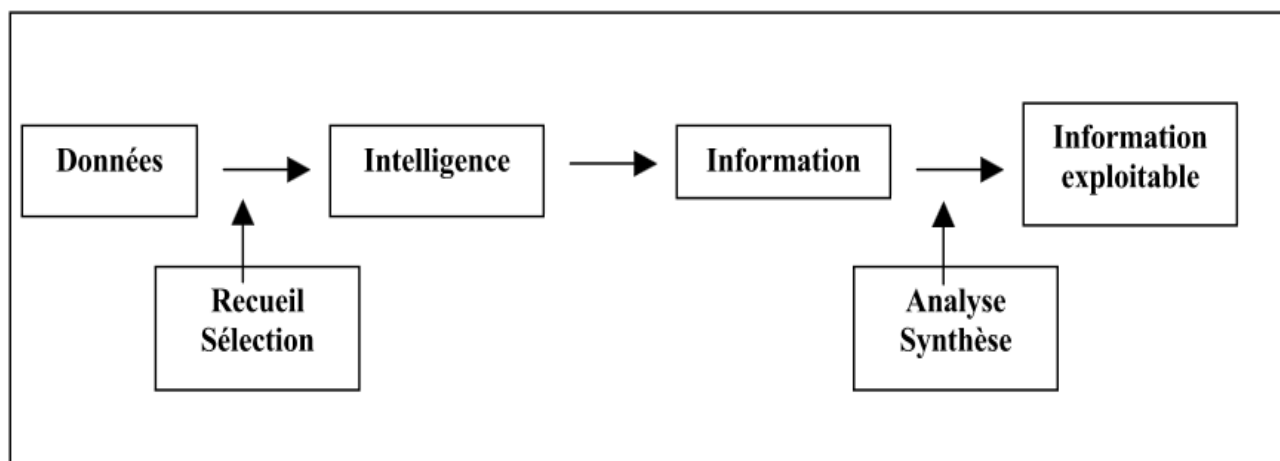 Données
Intelligence
Information
Information
exploitable
Recueil
Sélection
Analyse
Synthèse